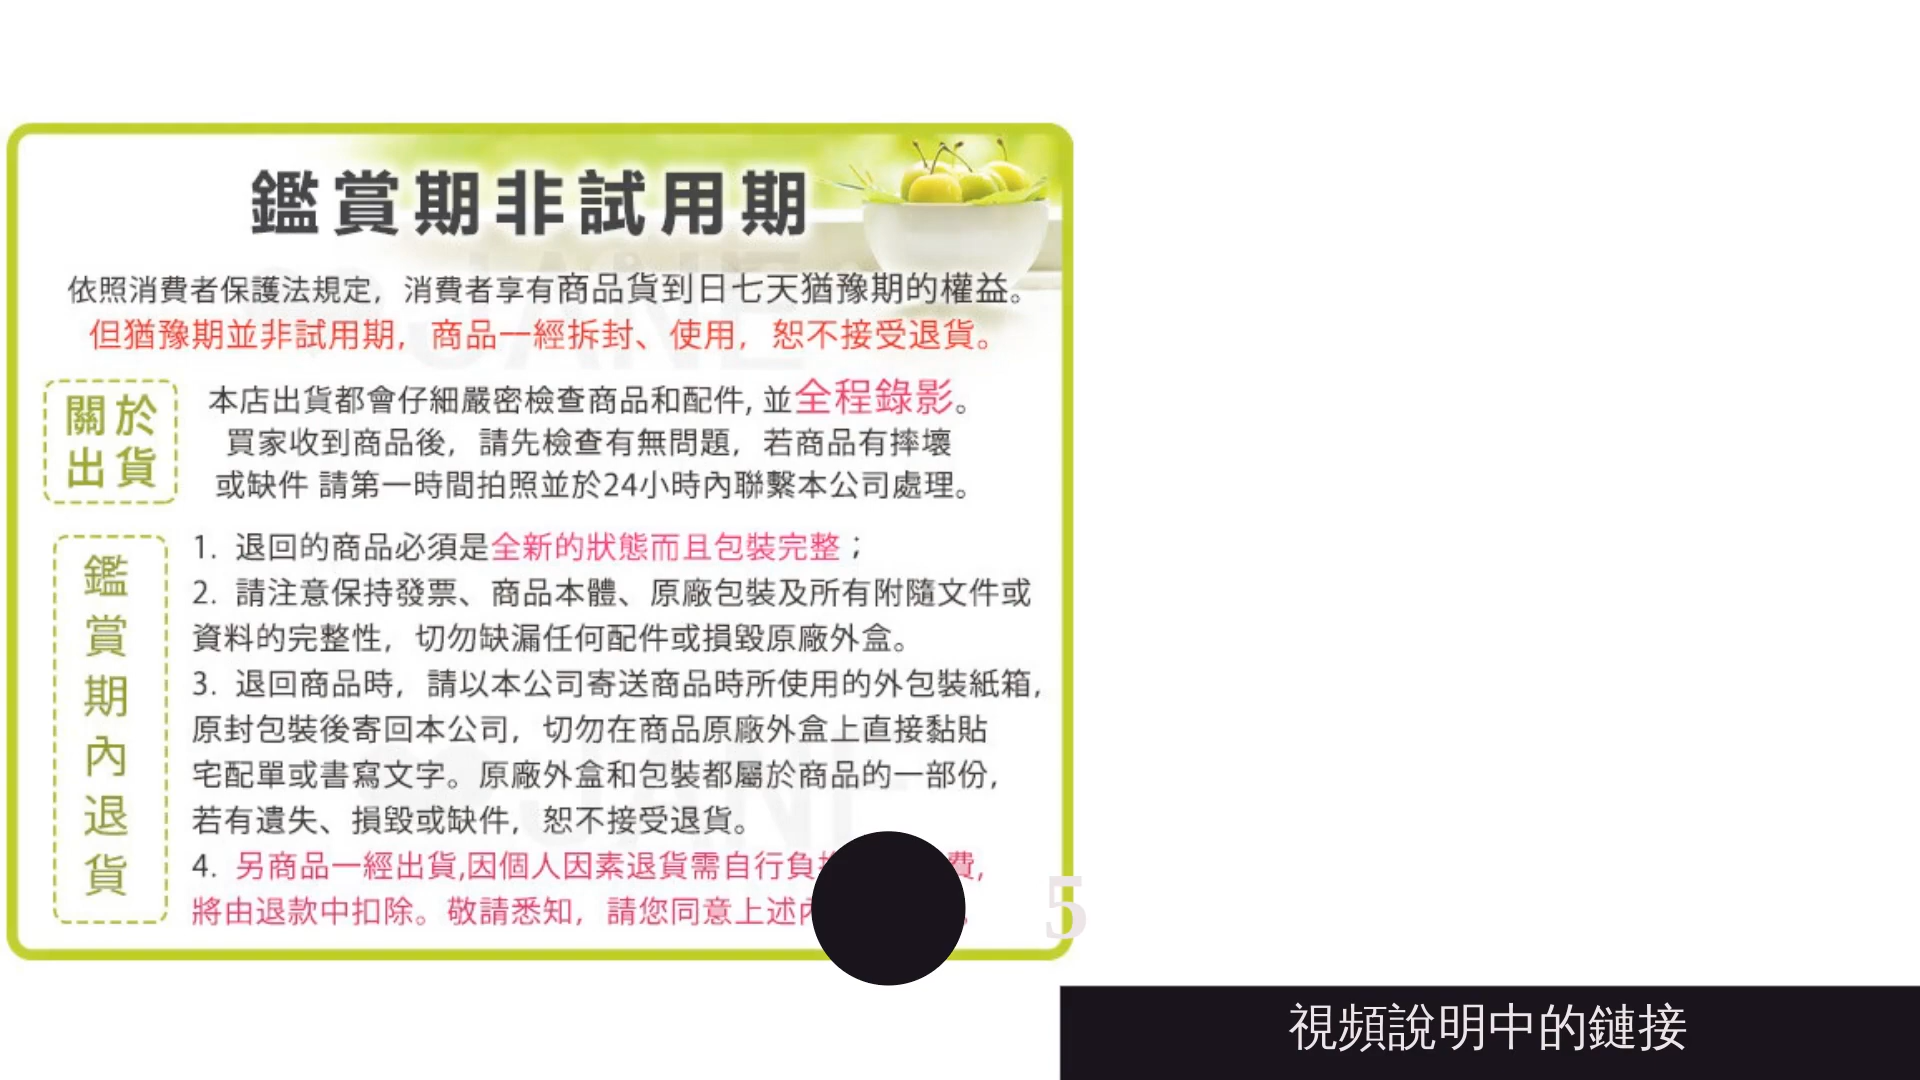 鑑賞期非試用期
依照消費者保護法規定，消費者享有商品貨到日七天猶豫期的權益。
但猶豫期並非試用期，商品一經拆封、使用，恕不接受退貨。
關於
出貨
本店出貨都會仔細嚴密檢查商品和配件, 並全程錄影。
買家收到商品後，請先檢查有無問題，若商品有摔壞
或缺件 請第一時間拍照並於24小時內聯繫本公司處理。
鑑賞期內退貨
1. 退回的商品必須是全新的狀態而且包裝完整；
2. 請注意保持發票、商品本體、原廠包裝及所有附隨文件或
資料的完整性，切勿缺漏任何配件或損毀原廠外盒。
3. 退回商品時，請以本公司寄送商品時所使用的外包裝紙箱，
原封包裝後寄回本公司，切勿在商品原廠外盒上直接黏貼
宅配單或書寫文字。原廠外盒和包裝都屬於商品的一部份，
若有遺失、損毀或缺件，恕不接受退貨。
4. 另商品一經出貨,因個人因素退貨需自行負 費,
將由退款中扣除。敬請悉知，請您同意上述 。
5
視頻說明中的鏈接